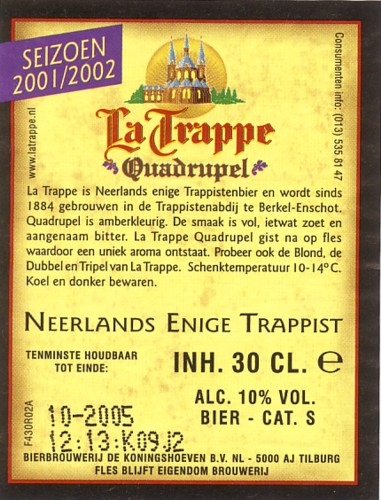 SEIZOEN
2001/2002
www.latrappe.nl
Consumenten info: (013) 535 81 47
La Trappe
Quadrupel
La Trappe is Neerlands enige Trappistenbier en wordt sinds
1884 gebrouwen in de Trappistenabdij te Berkel-Enschot.
Quadrupel is amberkleurig. De smaak is vol, ietwat zoet en
aangenaam bitter. La Trappe Quadrupel gist na op fles
waardoor een uniek aroma ontstaat. Probeer ook de Blond, de
Dubbel en Tripel van La Trappe. Schenktemperatuur 10-14° C.
Koel en donker bewaren.
NEERLANDS ENIGE TRAPPIST
TENMINSTE HOUDBAAR
TOT EINDE:
INH. 30 CL. e
ALC. 10% VOL.
BIER - CAT. S
F430R02A
10-2005
12:13:K09J2
BIERBROUWERIJ DE KONINGSHOEVEN B.V. NL - 5000 AJ TILBURG
FLES BLIJFT EIGENDOM BROUWERIJ